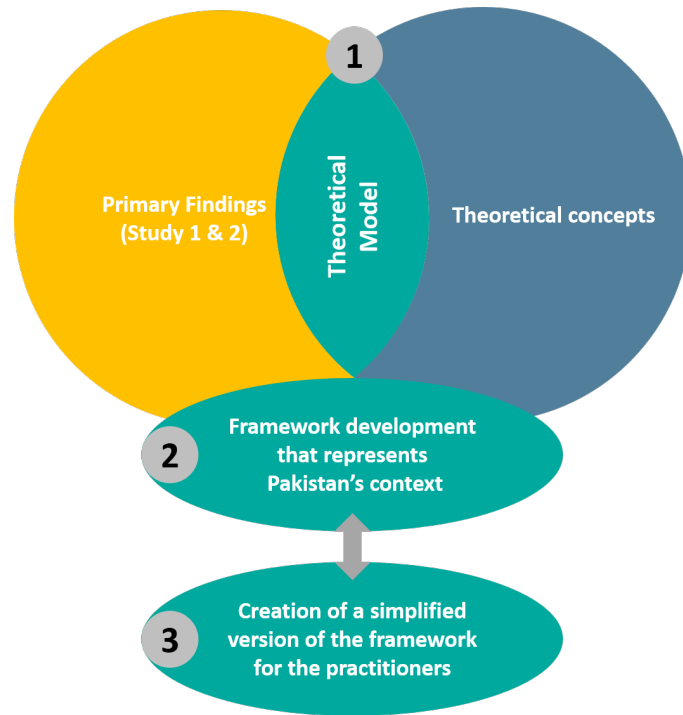 1
Primary Findings
(Study 1 & 2)
Theoretical
Model
Theoretical concepts
2
Framework development
that represents
Pakistan's context
3
Creation of a simplified
version of the framework
for the practitioners